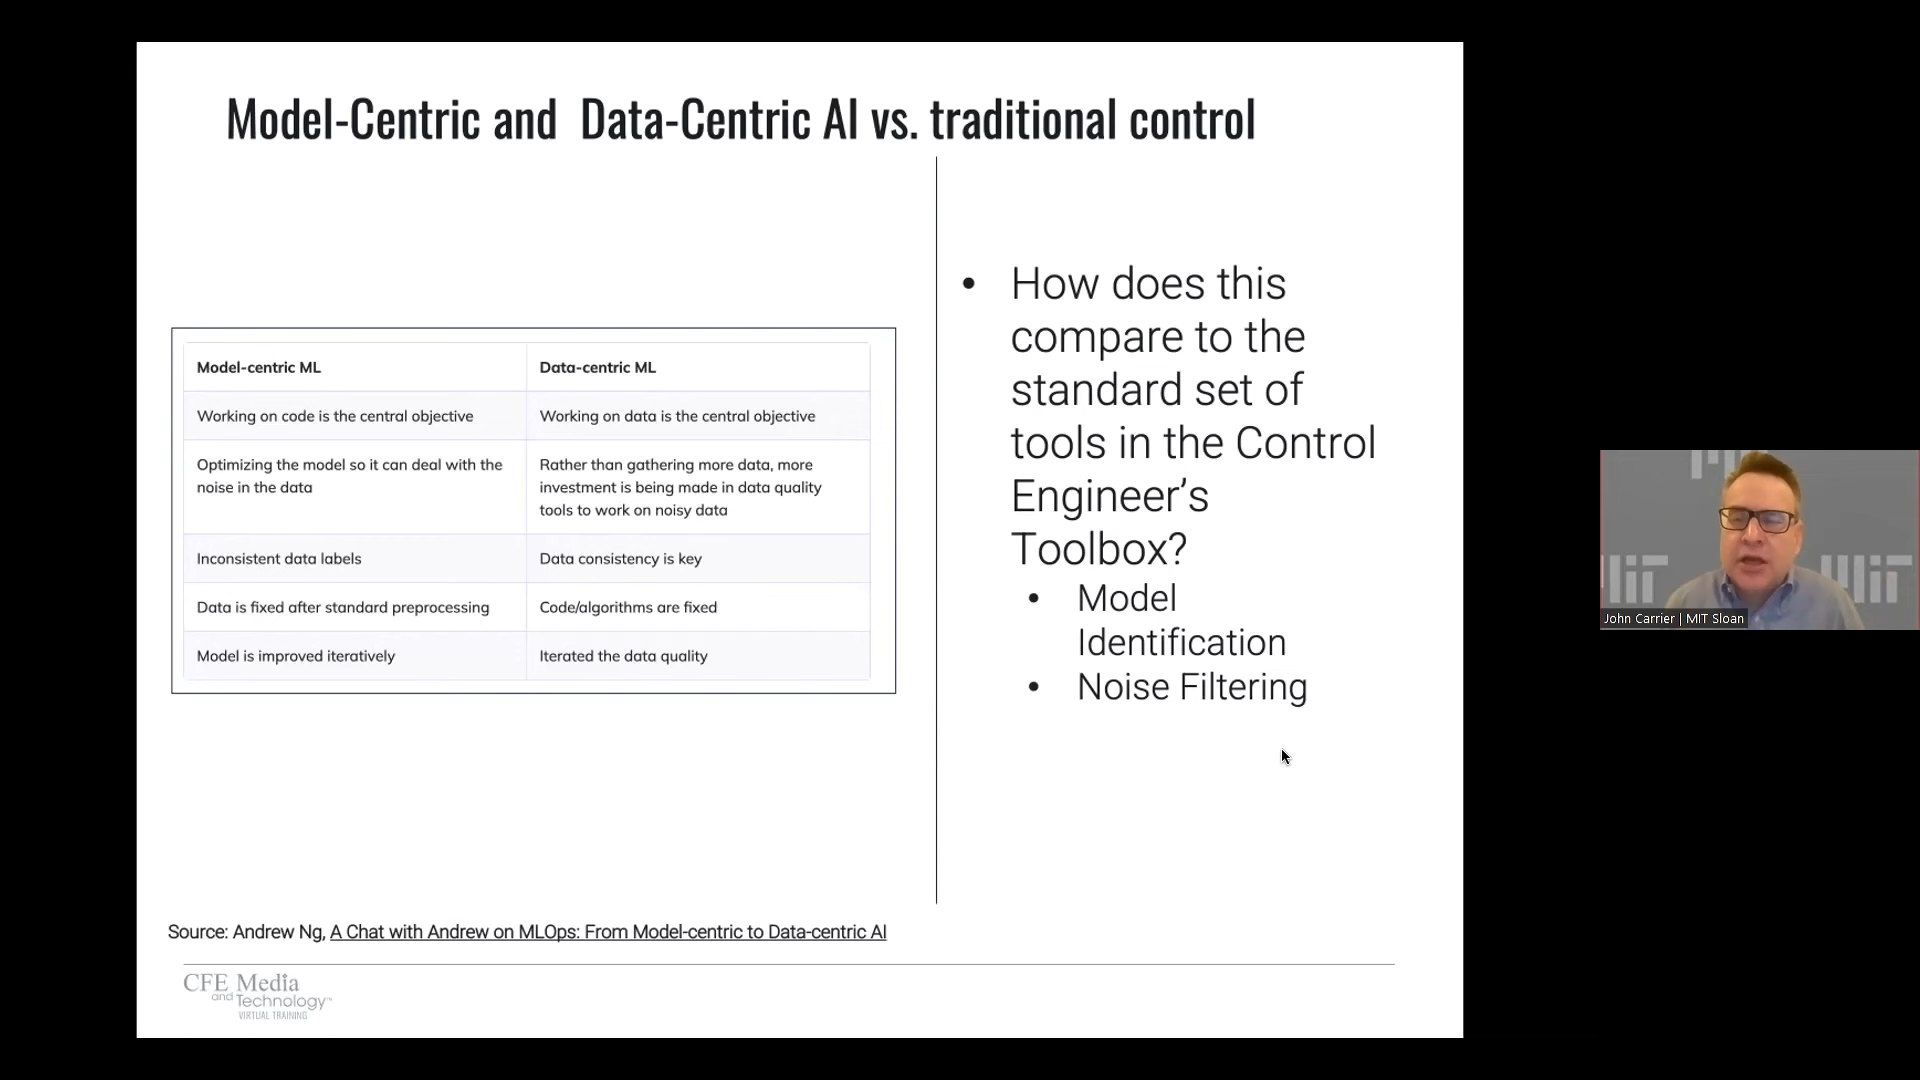 Model-Centric and Data-Centric AI vs. traditional control
Model-centric ML
Data-centric ML
Working on code is the central objective
Working on data is the central objective
Optimizing the model so it can deal with the
noise in the data
Rather than gathering more data, more
investment is being made in data quality
tools to work on noisy data
Inconsistent data labels
Data consistency is key
Data is fixed after standard preprocessing
Code/algorithms are fixed
Model is improved iteratively
Iterated the data quality
• How does this
compare to the
standard set of
tools in the Control
Engineer’s
Toolbox?
• Model
Identification
• Noise Filtering
Source: Andrew Ng, A Chat with Andrew on MLOps: From Model-centric to Data-centric AI
CFE Media
and Technology™
VIRTUAL TRAINING
John Carrier | MIT Sloan